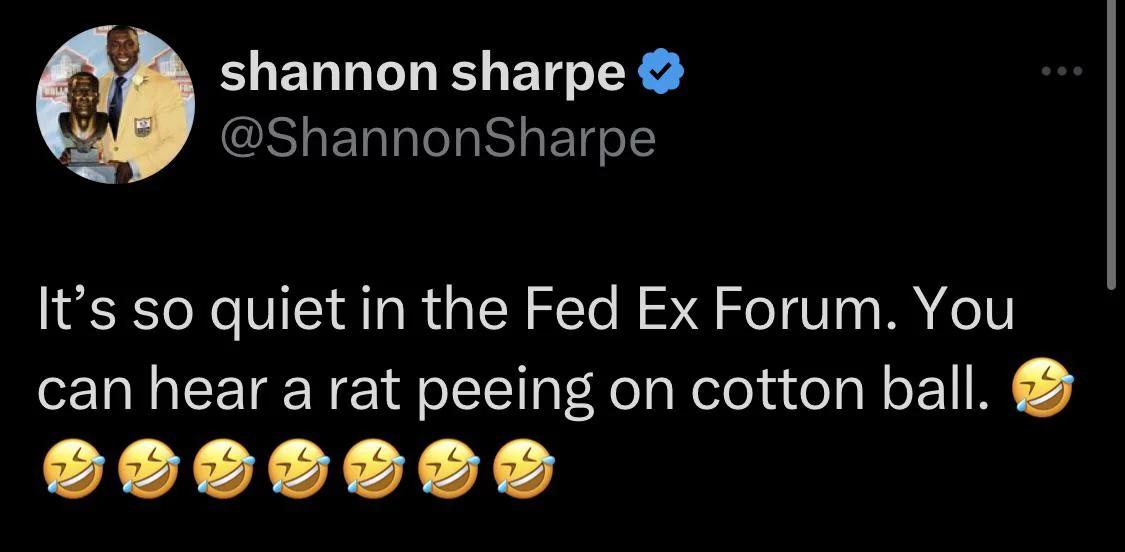 shannon sharpe
@ShannonSharpe
It’s so quiet in the Fed Ex Forum. You
can hear a rat peeing on cotton ball. 🤣
🤣🤣🤣🤣🤣🤣🤣